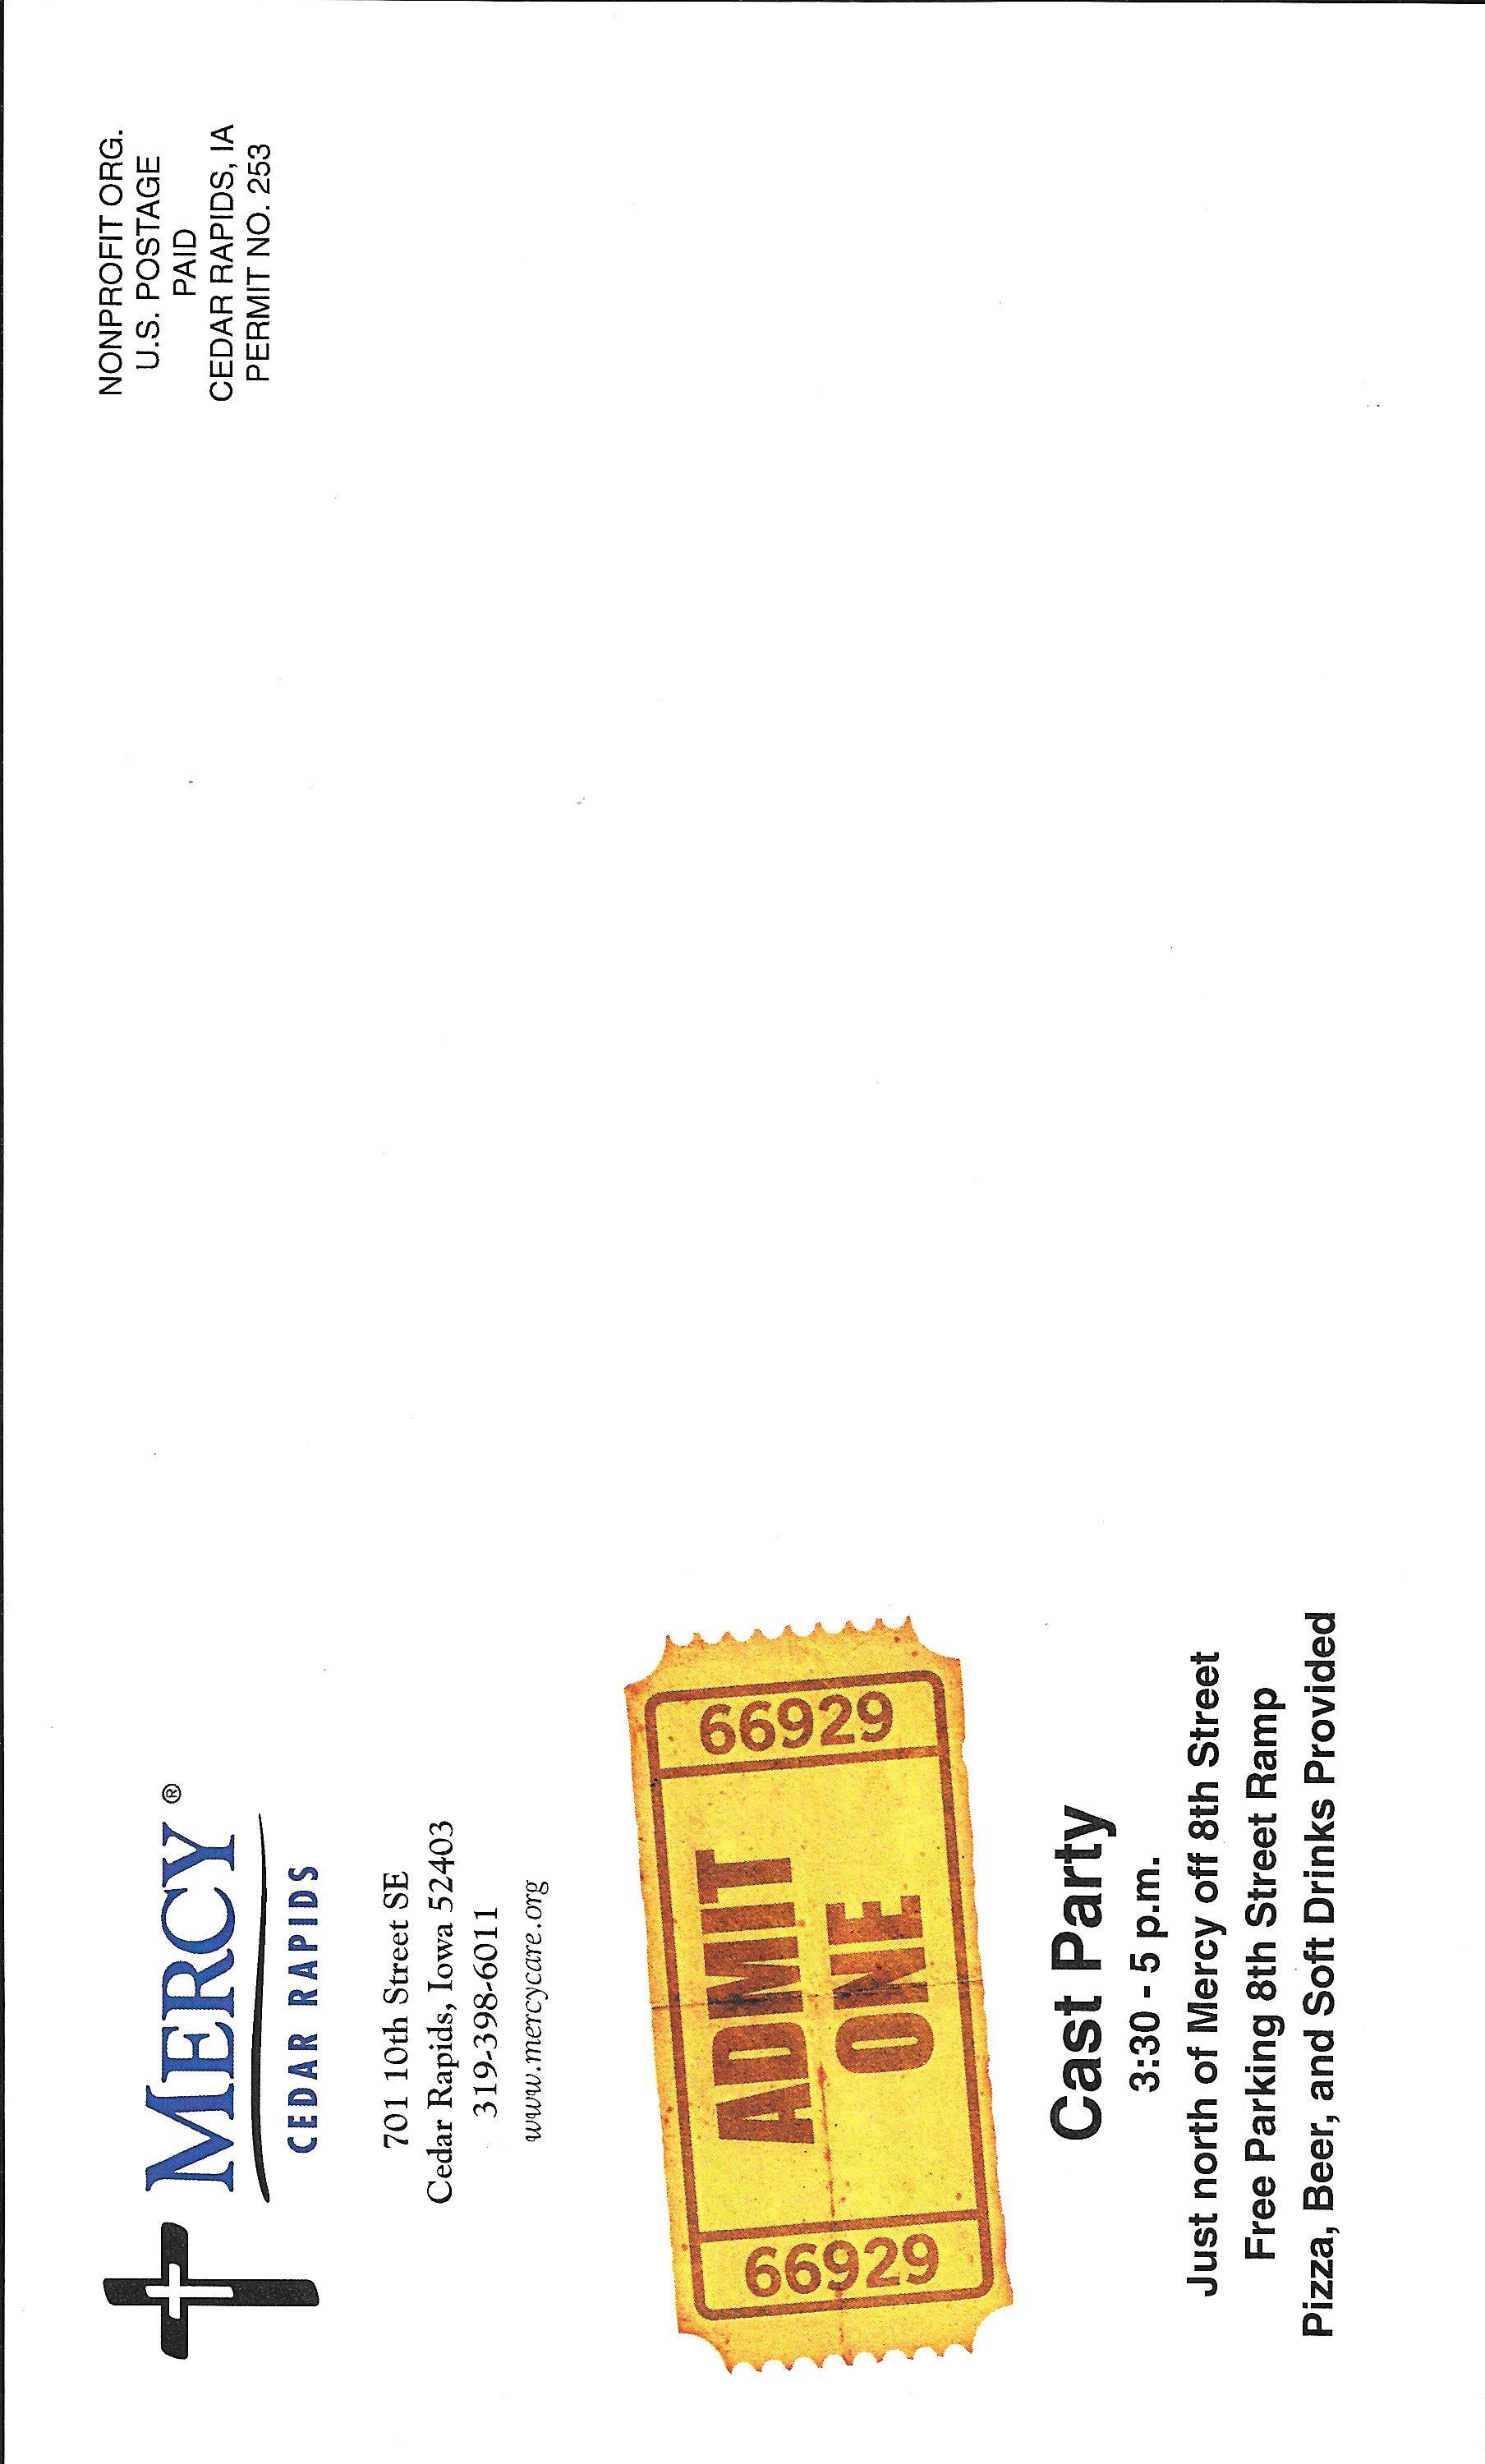 MERCY®
CEDAR RAPIDS
701 10th Street SE
Cedar Rapids, Iowa 52403
319-398-6011
www.mercycare.org
NONPROFIT ORG.
U.S. POSTAGE
PAID
CEDAR RAPIDS, IA
PERMIT NO. 253
66929
ADMIT
ONE
66929
Cast Party
3:30 - 5 p.m.
Just north of Mercy off 8th Street
Free Parking 8th Street Ramp
Pizza, Beer, and Soft Drinks Provided